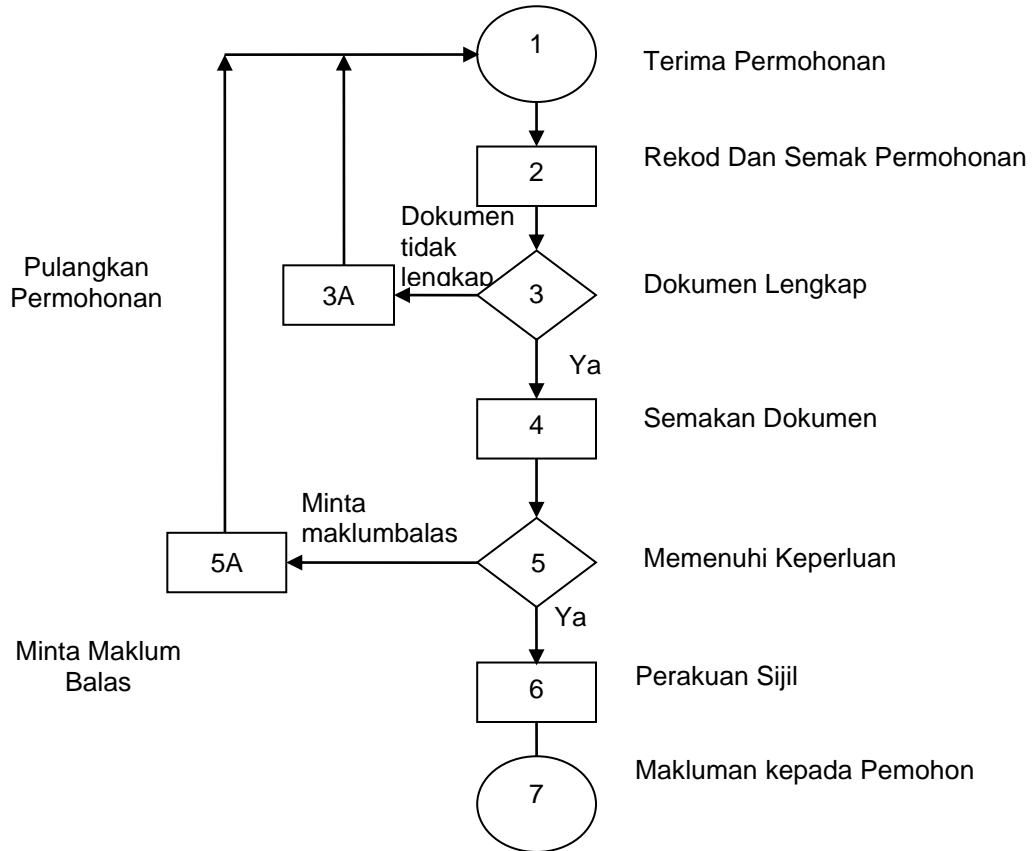 1
Terima Permohonan
2
Rekod Dan Semak Permohonan
Dokumen
tidak
lengkap
Pulangkan
Permohonan
3A
3
Dokumen Lengkap
Ya
4
Semakan Dokumen
Minta
maklumbalas
5A
5
Memenuhi Keperluan
Ya
Minta Maklum
Balas
6
Perakuan Sijil
7
Makluman kepada Pemohon